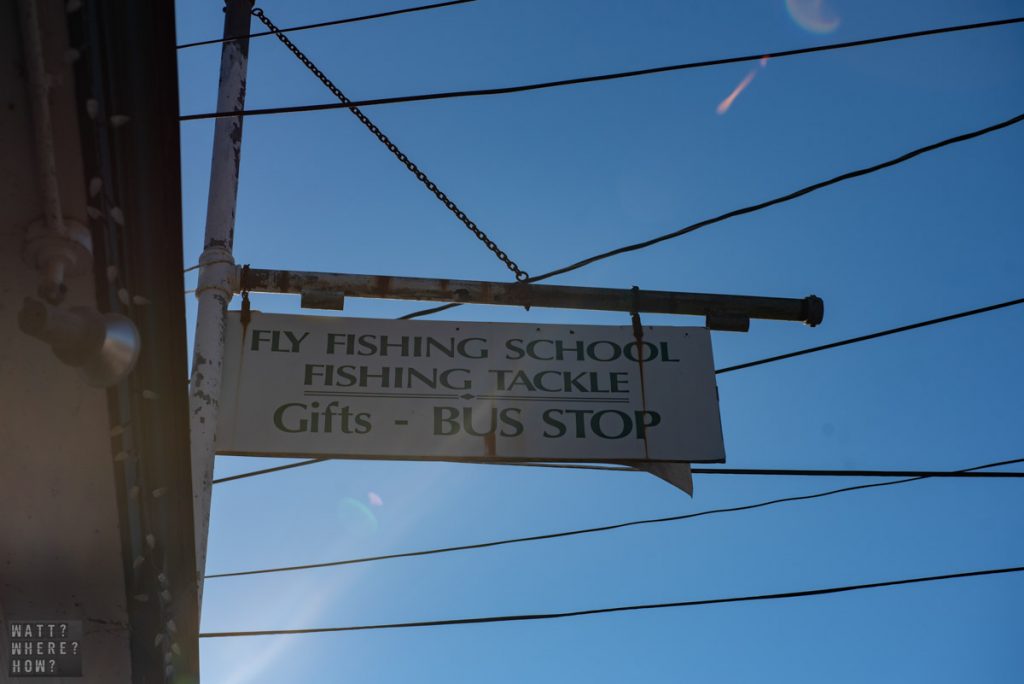 FLY FISHING SCHOOL
FISHING TACKLE
Gifts - BUS STOP
WATT?
WHERE?
HOW?